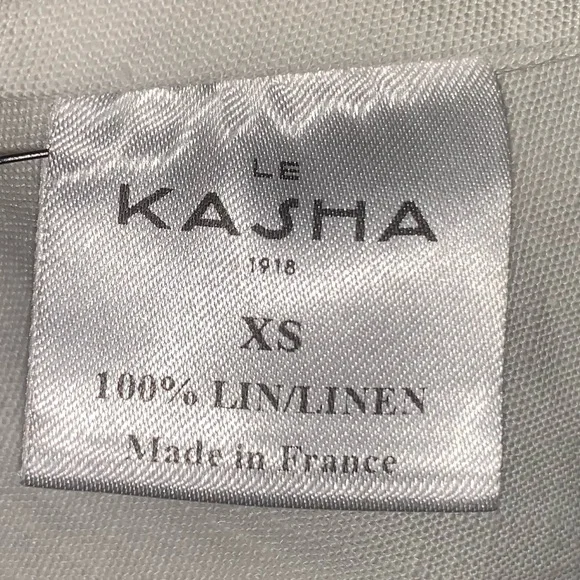 LE
KASHA
1918
XS
100% LIN/LINEN
Made in France